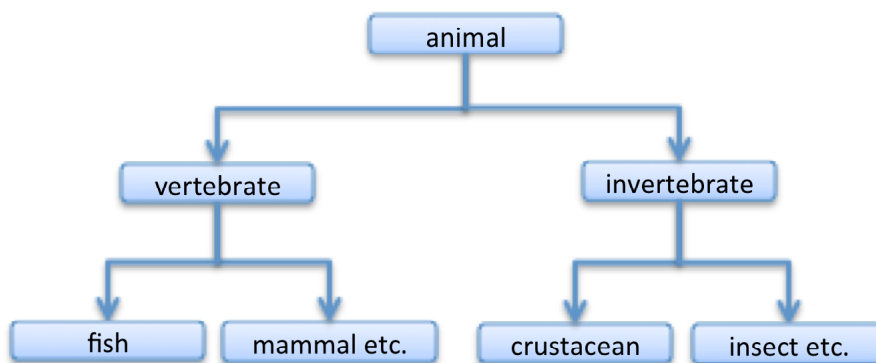 animal
vertebrate
invertebrate
fish
mammal etc.
crustacean
insect etc.